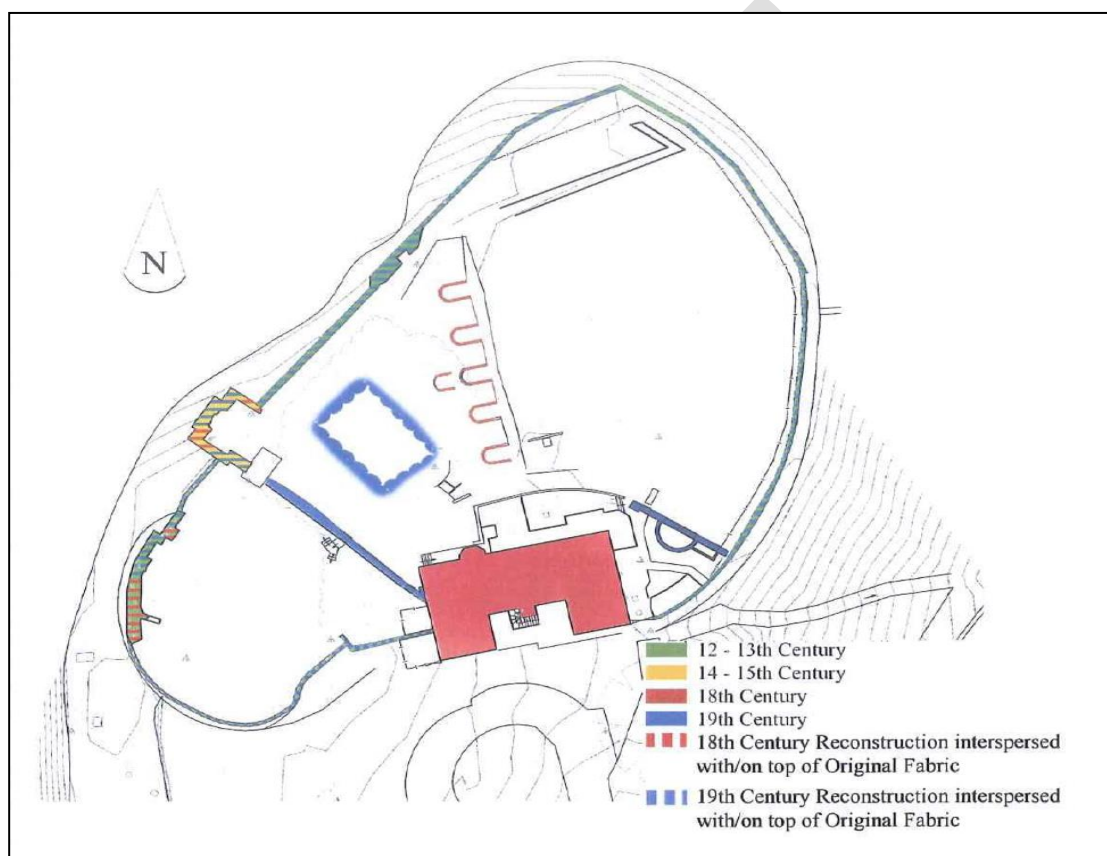 N
12 - 13th Century
14 - 15th Century
18th Century
19th Century
18th Century Reconstruction interspersed
with/on top of Original Fabric
19th Century Reconstruction interspersed
with/on top of Original Fabric